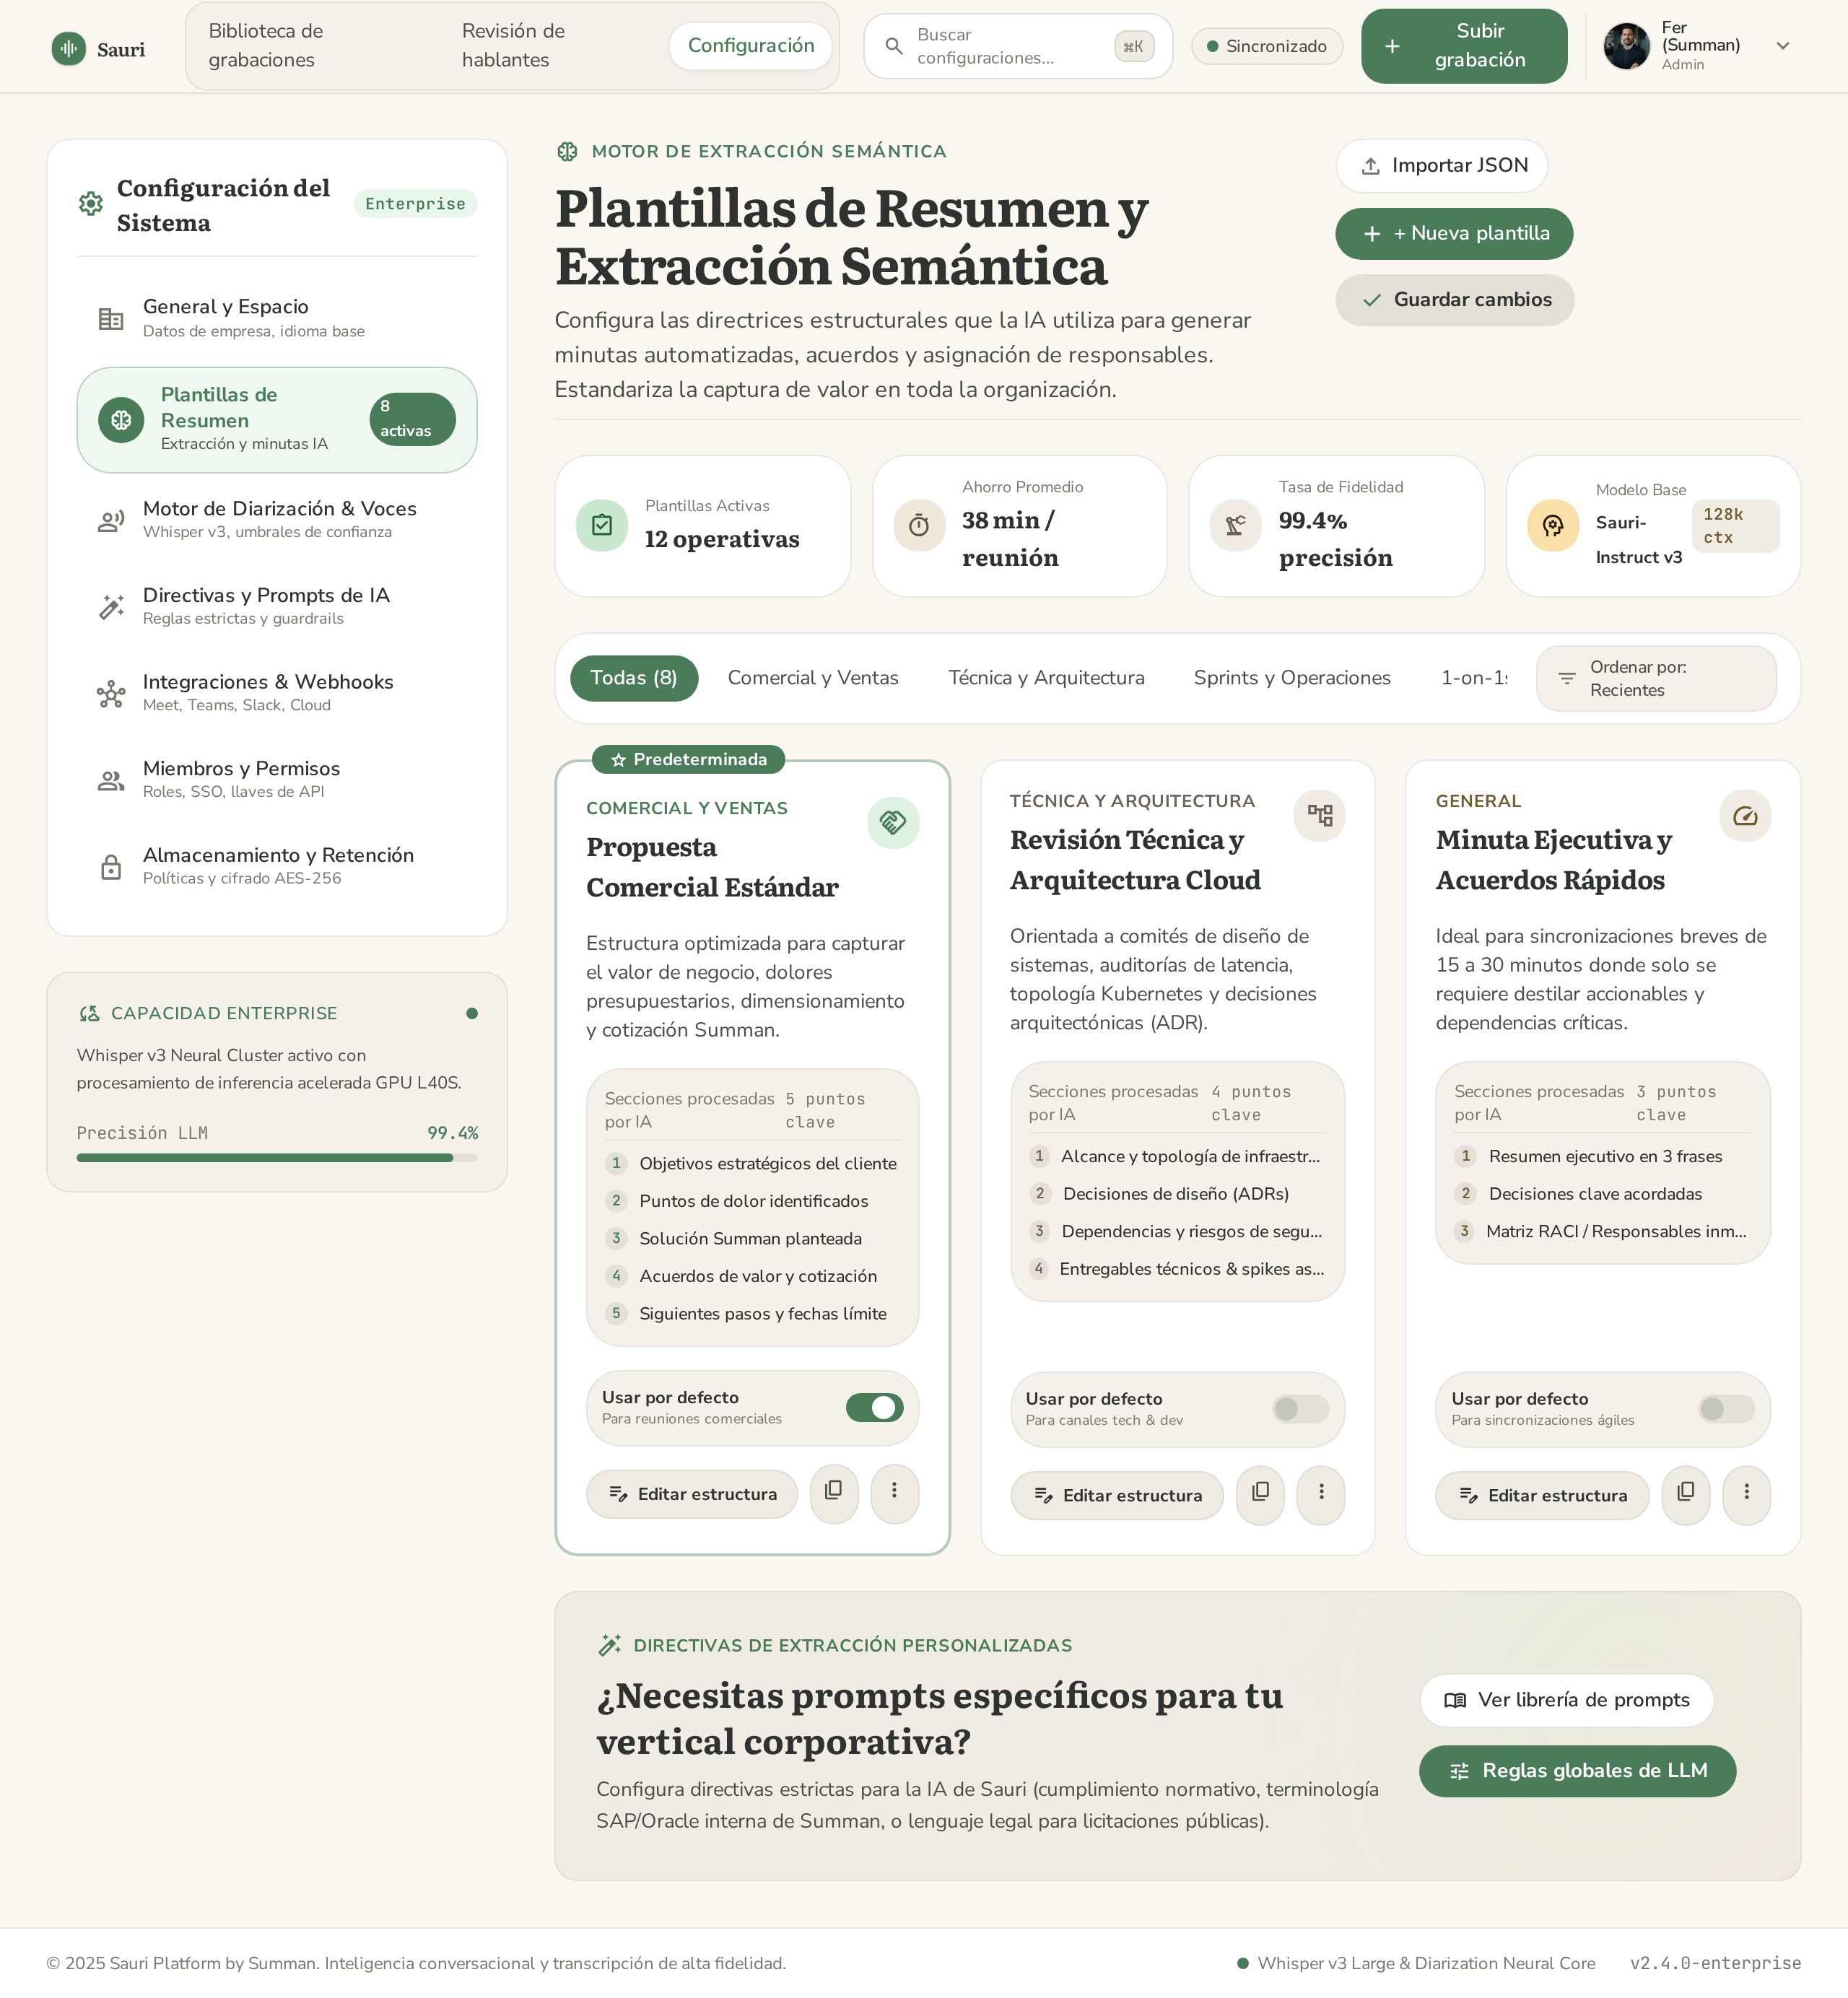 Sauri
Biblioteca de
grabaciones
Revisión de
hablantes
Configuración
Buscar
configuraciones...
⌘K
Sincronizado
Subir
grabación
Fer
(Summan)
Admin
Configuración del
Sistema
Enterprise
General y Espacio
Datos de empresa, idioma base
Plantillas de
Resumen
Extracción y minutas IA
8
activas
Motor de Diarización & Voces
Whisper v3, umbrales de confianza
Directivas y Prompts de IA
Reglas estrictas y guardrails
Integraciones & Webhooks
Meet, Teams, Slack, Cloud
Miembros y Permisos
Roles, SSO, llaves de API
Almacenamiento y Retención
Políticas y cifrado AES-256
CAPACIDAD ENTERPRISE
Whisper v3 Neural Cluster activo con
procesamiento de inferencia acelerada GPU L40S.
Precisión LLM 99.4%
MOTOR DE EXTRACCIÓN SEMÁNTICA
Plantillas de Resumen y
Extracción Semántica
Configura las directrices estructurales que la IA utiliza para generar
minutas automatizadas, acuerdos y asignación de responsables.
Estandariza la captura de valor en toda la organización.
Importar JSON
+ Nueva plantilla
Guardar cambios
Plantillas Activas
12 operativas
Ahorro Promedio
38 min /
reunión
Tasa de Fidelidad
99.4%
precisión
Modelo Base
Sauri-
Instruct v3
128k
ctx
Todas (8)
Comercial y Ventas
Técnica y Arquitectura
Sprints y Operaciones
1-on-1s
Ordenar por:
Recientes
Predeterminada
COMERCIAL Y VENTAS
Propuesta
Comercial Estándar
Estructura optimizada para capturar
el valor de negocio, dolores
presupuestarios, dimensionamiento
y cotización Summan.
Secciones procesadas
por IA
5 puntos
clave
1 Objetivos estratégicos del cliente
2 Puntos de dolor identificados
3 Solución Summan planteada
4 Acuerdos de valor y cotización
5 Siguientes pasos y fechas límite
Usar por defecto
Para reuniones comerciales
Editar estructura
TÉCNICA Y ARQUITECTURA
Revisión Técnica y
Arquitectura Cloud
Orientada a comités de diseño de
sistemas, auditorías de latencia,
topología Kubernetes y decisiones
arquitectónicas (ADR).
Secciones procesadas
por IA
4 puntos
clave
1 Alcance y topología de infraestr...
2 Decisiones de diseño (ADRs)
3 Dependencias y riesgos de segu...
4 Entregables técnicos & spikes as...
Usar por defecto
Para canales tech & dev
Editar estructura
GENERAL
Minuta Ejecutiva y
Acuerdos Rápidos
Ideal para sincronizaciones breves de
15 a 30 minutos donde solo se
requiere destilar accionables y
dependencias críticas.
Secciones procesadas
por IA
3 puntos
clave
1 Resumen ejecutivo en 3 frases
2 Decisiones clave acordadas
3 Matriz RACI / Responsables inm...
Usar por defecto
Para sincronizaciones ágiles
Editar estructura
DIRECTIVAS DE EXTRACCIÓN PERSONALIZADAS
¿Necesitas prompts específicos para tu
vertical corporativa?
Configura directivas estrictas para la IA de Sauri (cumplimiento normativo, terminología
SAP/Oracle interna de Summan, o lenguaje legal para licitaciones públicas).
Ver librería de prompts
Reglas globales de LLM
© 2025 Sauri Platform by Summan. Inteligencia conversacional y transcripción de alta fidelidad.
Whisper v3 Large & Diarization Neural Core
v2.4.0-enterprise